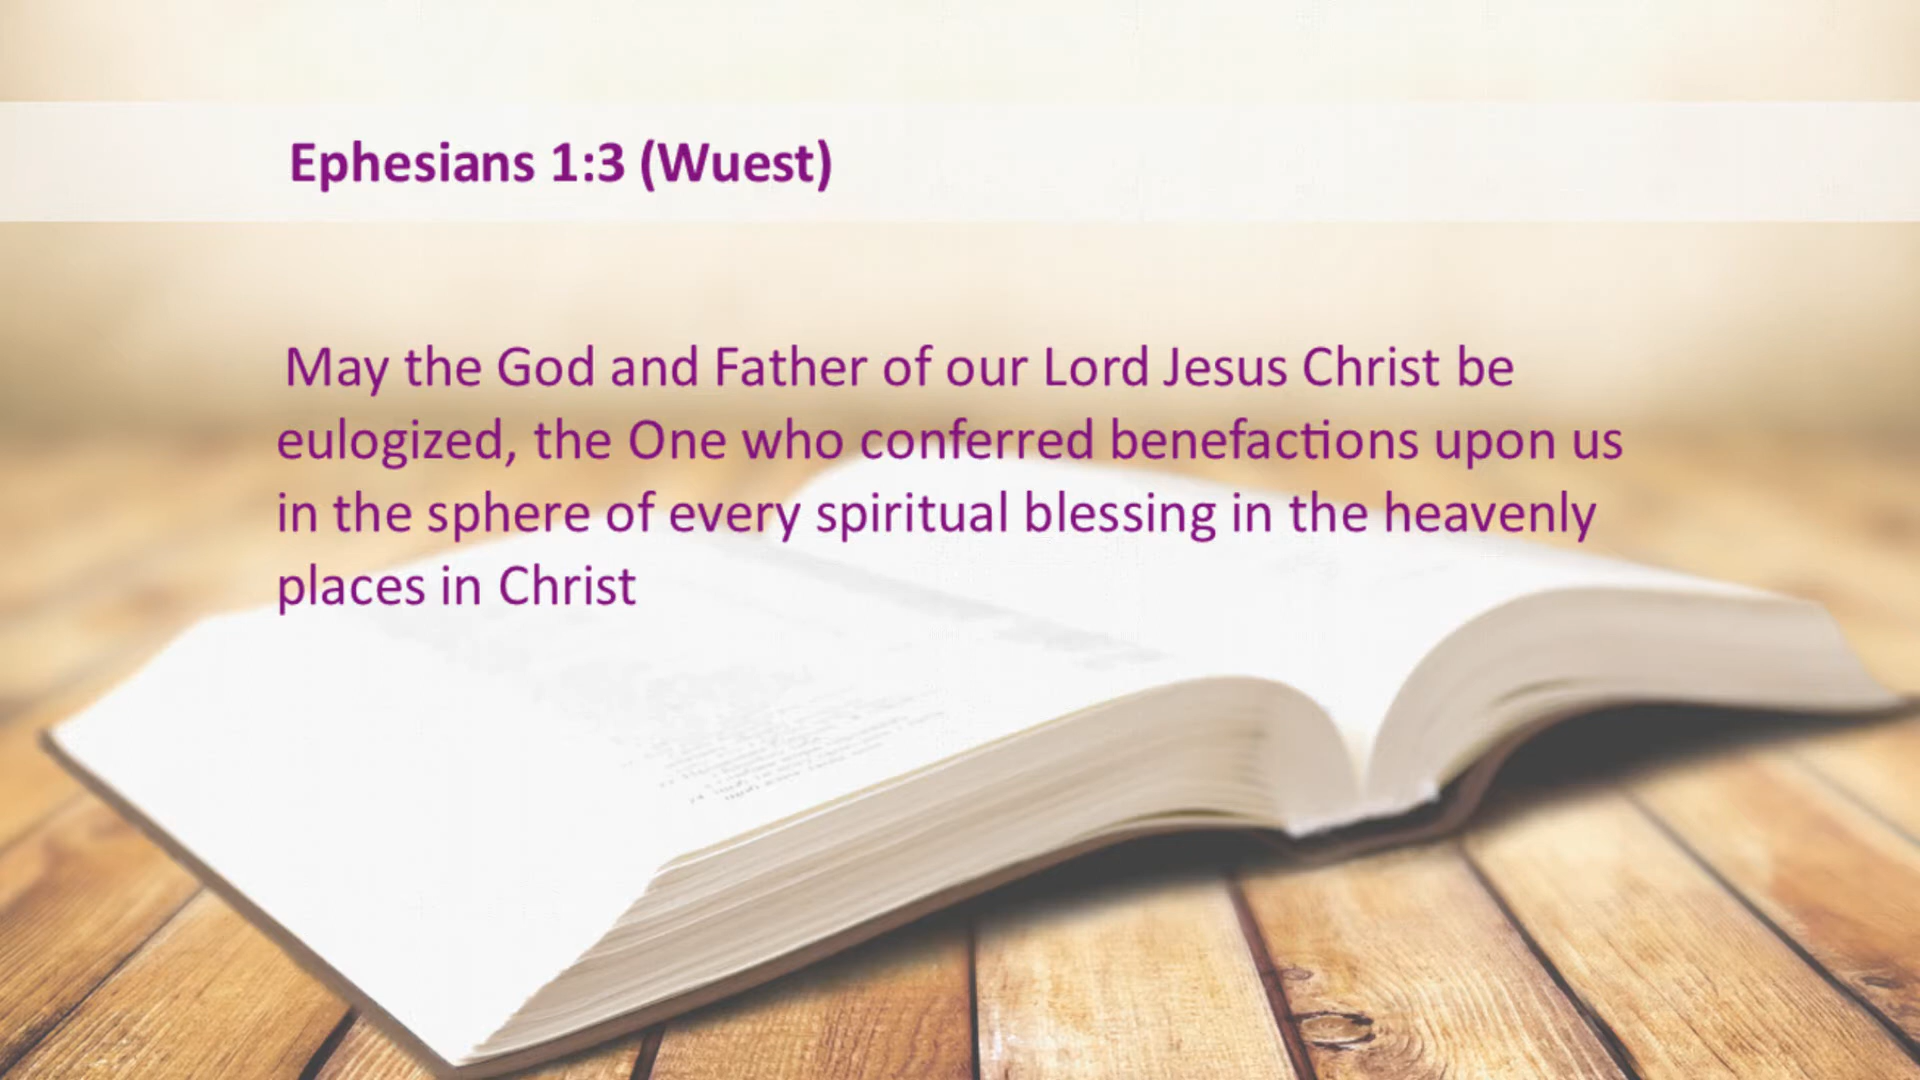 Ephesians 1:3 (Wuest)
May the God and Father of our Lord Jesus Christ be
eulogized, the One who conferred benefactions upon us
in the sphere of every spiritual blessing in the heavenly
places in Christ